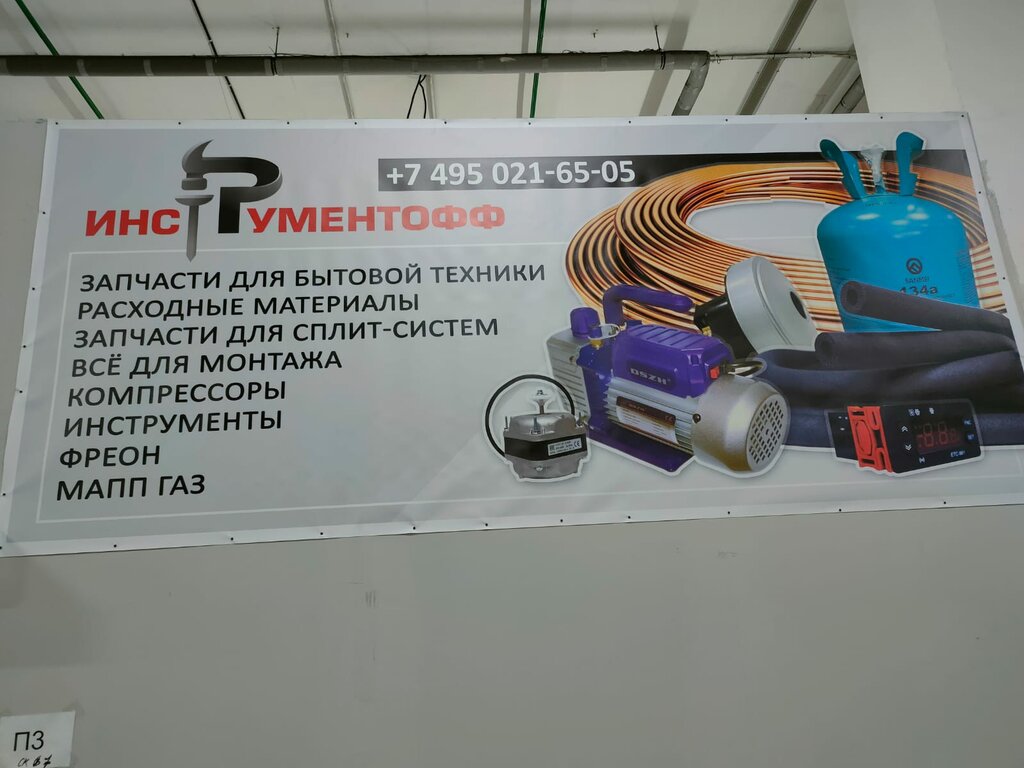 +7 495 021-65-05
ИНСТРУМЕНТОФФ
ЗАПЧАСТИ ДЛЯ БЫТОВОЙ ТЕХНИКИ
РАСХОДНЫЕ МАТЕРИАЛЫ
ЗАПЧАСТИ ДЛЯ СПЛИТ-СИСТЕМ
ВСЁ ДЛЯ МОНТАЖА
КОМПРЕССОРЫ
ИНСТРУМЕНТЫ
ФРЕОН
МАПП ГАЗ
134a
DSZH
П3